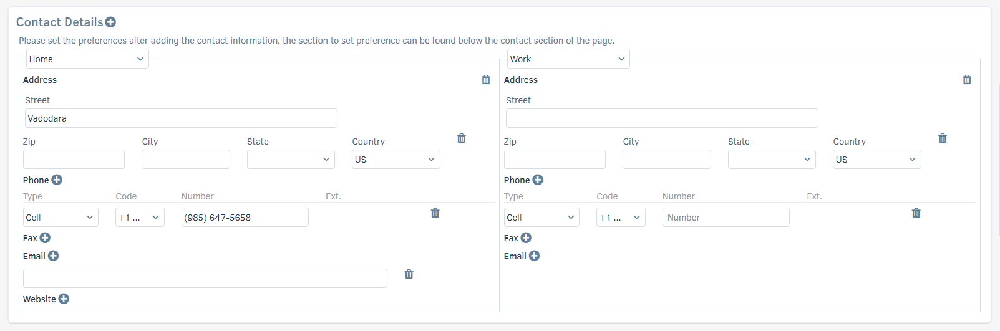 Contact Details
Please set the preferences after adding the contact information, the section to set preference can be found below the contact section of the page.
Home
Address
Street
Vadodara
Zip City State Country
US
Phone
Type Code Number Ext.
Cell +1 ... (985) 647-5658
Fax
Email
Website
Work
Address
Street
Zip City State Country
US
Phone
Type Code Number Ext.
Cell +1 ... Number
Fax
Email